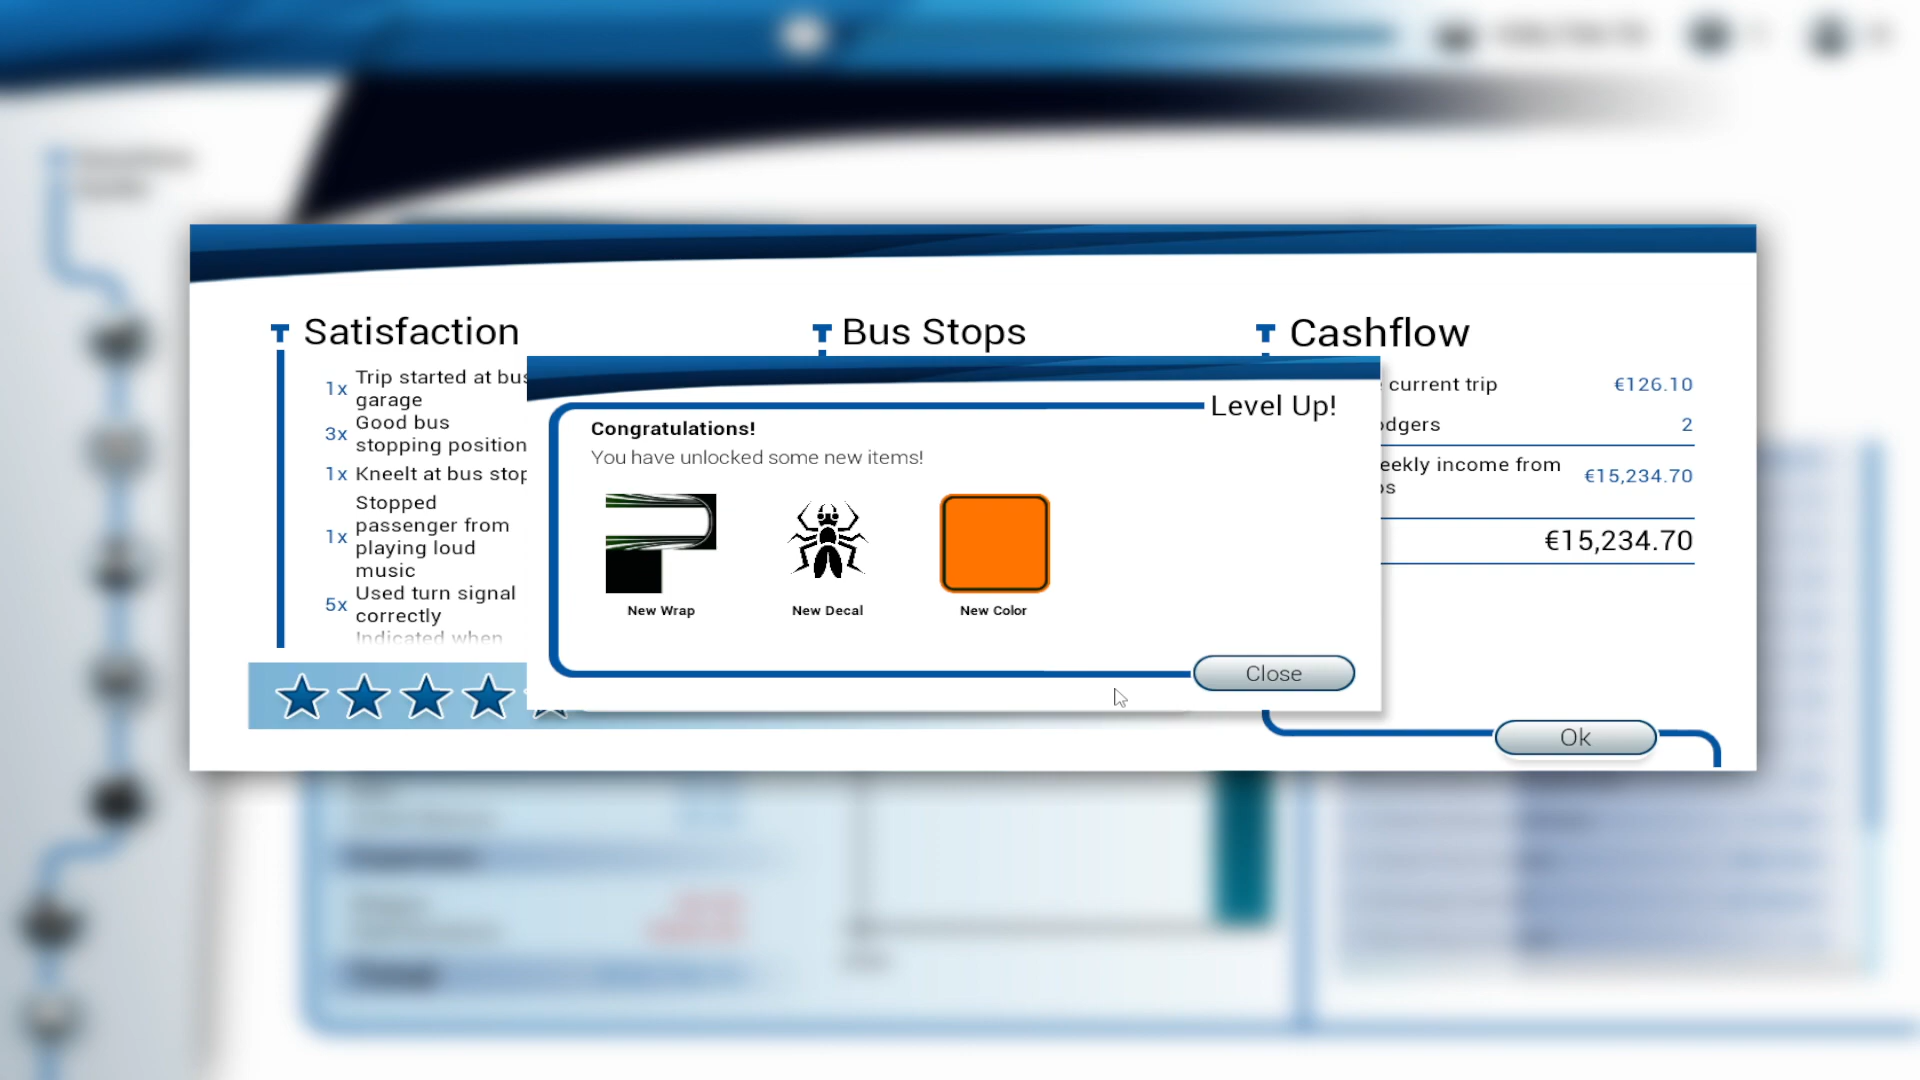 Satisfaction
1x Trip started at bus
garage
3x Good bus
stopping position
1x Kneelt at bus stop
1x Stopped
passenger from
playing loud
music
5x Used turn signal
correctly
Indicated when
Bus Stops
Level Up!
Congratulations!
You have unlocked some new items!
New Wrap
New Decal
New Color
Close
Cashflow
current trip €126.10
2
income from €15,234.70
€15,234.70
Ok